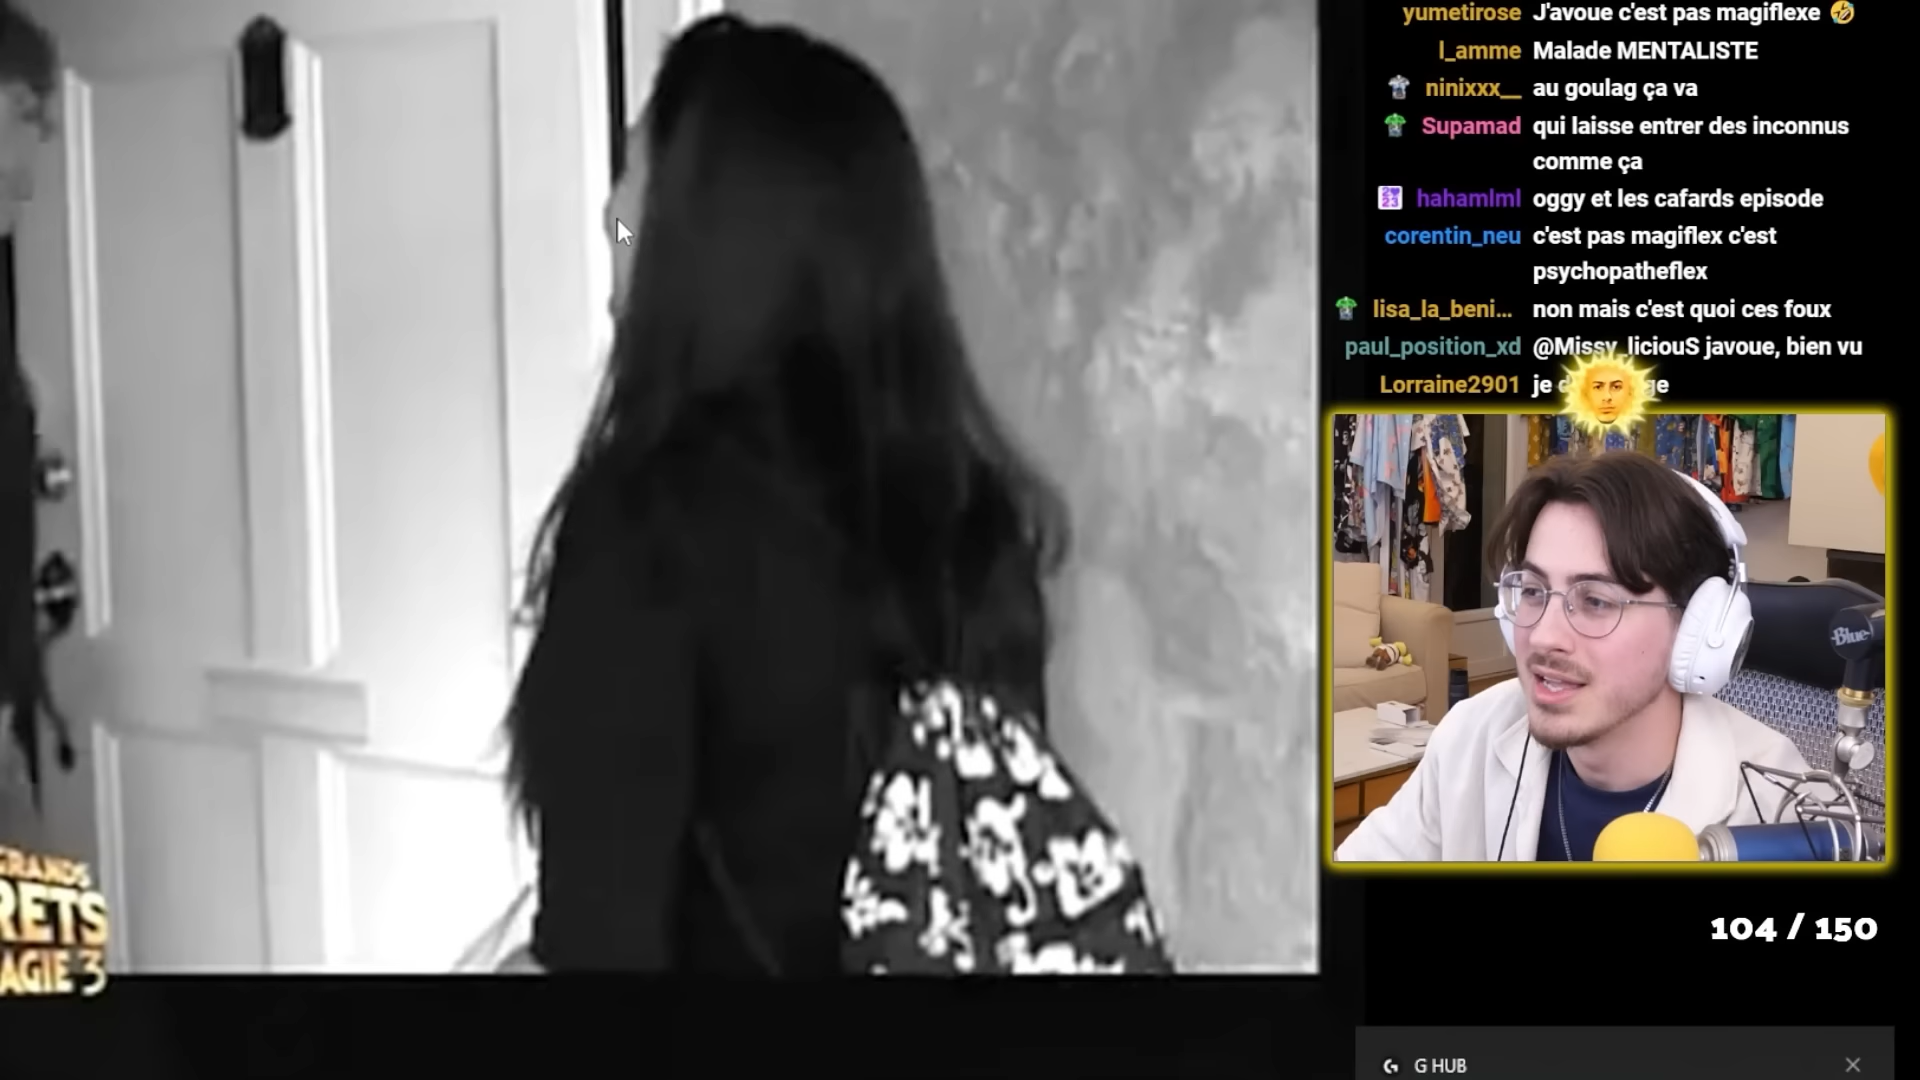 yumetirose J'avoue c'est pas magiflexe
l_amme Malade MENTALISTE
ninixxx__ au goulag ça va
Supamad qui laisse entrer des inconnus
comme ça
hahamlml oggy et les cafards episode
corentin_neu c'est pas magiflex c'est
psychopatheflex
lisa_la_beni... non mais c'est quoi ces foux
paul_position_xd @Missy_liciouS javoue, bien vu
Lorraine2901 je
Blue
GRANDS
RETS
AGIE 3
104 / 150
G HUB